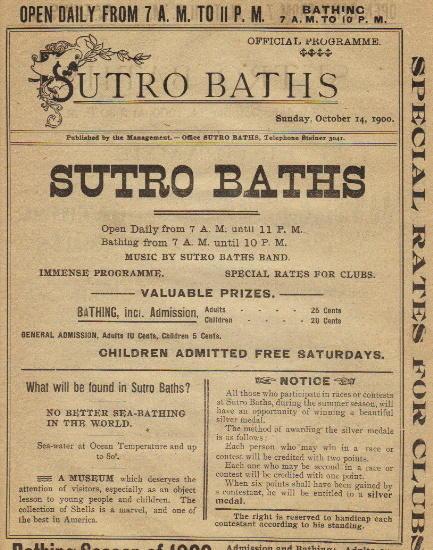 OPEN DAILY FROM 7 A. M. TO 11 P. M.
BATHING
7 A. M. TO 10 P. M.
OFFICIAL PROGRAMME.
SUTRO BATHS
Sunday, October 14, 1900.
Published by the Management. — Office SUTRO BATHS, Telephone Steiner 3041.
SUTRO BATHS
Open Daily from 7 A. M. until 11 P. M.
Bathing from 7 A. M. until 10 P. M.
MUSIC BY SUTRO BATHS BAND.
IMMENSE PROGRAMME. SPECIAL RATES FOR CLUBS.
VALUABLE PRIZES.
BATHING, incl. Admission, Adults - - - - 25 Cents
Children - - - - 20 Cents
GENERAL ADMISSION, Adults 10 Cents, Children 5 Cents.
CHILDREN ADMITTED FREE SATURDAYS.
What will be found in Sutro Baths?
NO BETTER SEA-BATHING
IN THE WORLD.
Sea-water at Ocean Temperature and up
to 80°.
A MUSEUM which deserves the
attention of visitors, especially as an object
lesson to young people and children. The
collection of Shells is a marvel, and one of
the best in America.
NOTICE
All those who participate in races or contests
at Sutro Baths, during the summer season, will
have an opportunity of winning a beautiful
silver medal.
The method of awarding the silver medals
is as follows:
Each person who may win in a race or
contest will be credited with two points.
Each one who may be second in a race or
contest will be credited with one point.
When six points shall have been gained by
a contestant, he will be entitled to a silver
medal.
The right is reserved to handicap each
contestant according to his standing.
SPECIAL RATES FOR CLUBS
Bathing Season of 1900
Admission and Bathing: